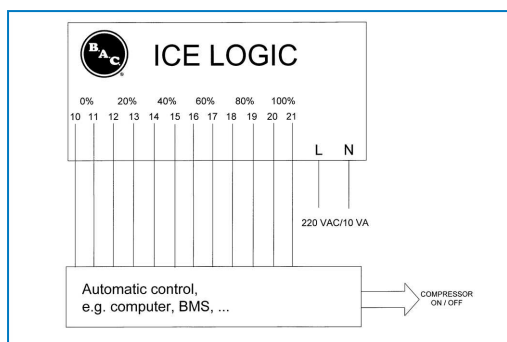 B.A.C.
®
ICE LOGIC
0% 20% 40% 60% 80% 100%
10 11 12 13 14 15 16 17 18 19 20 21
L N
220 VAC/10 VA
Automatic control,
e.g. computer, BMS, ...
COMPRESSOR
ON / OFF